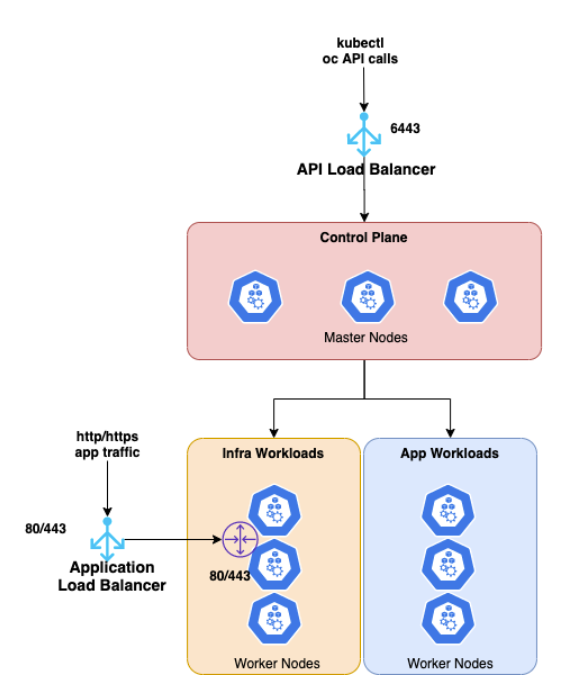 kubectl
oc API calls
6443
API Load Balancer
Control Plane
Master Nodes
http/https
app traffic
80/443
Application
Load Balancer
Infra Workloads
80/443
Worker Nodes
App Workloads
Worker Nodes